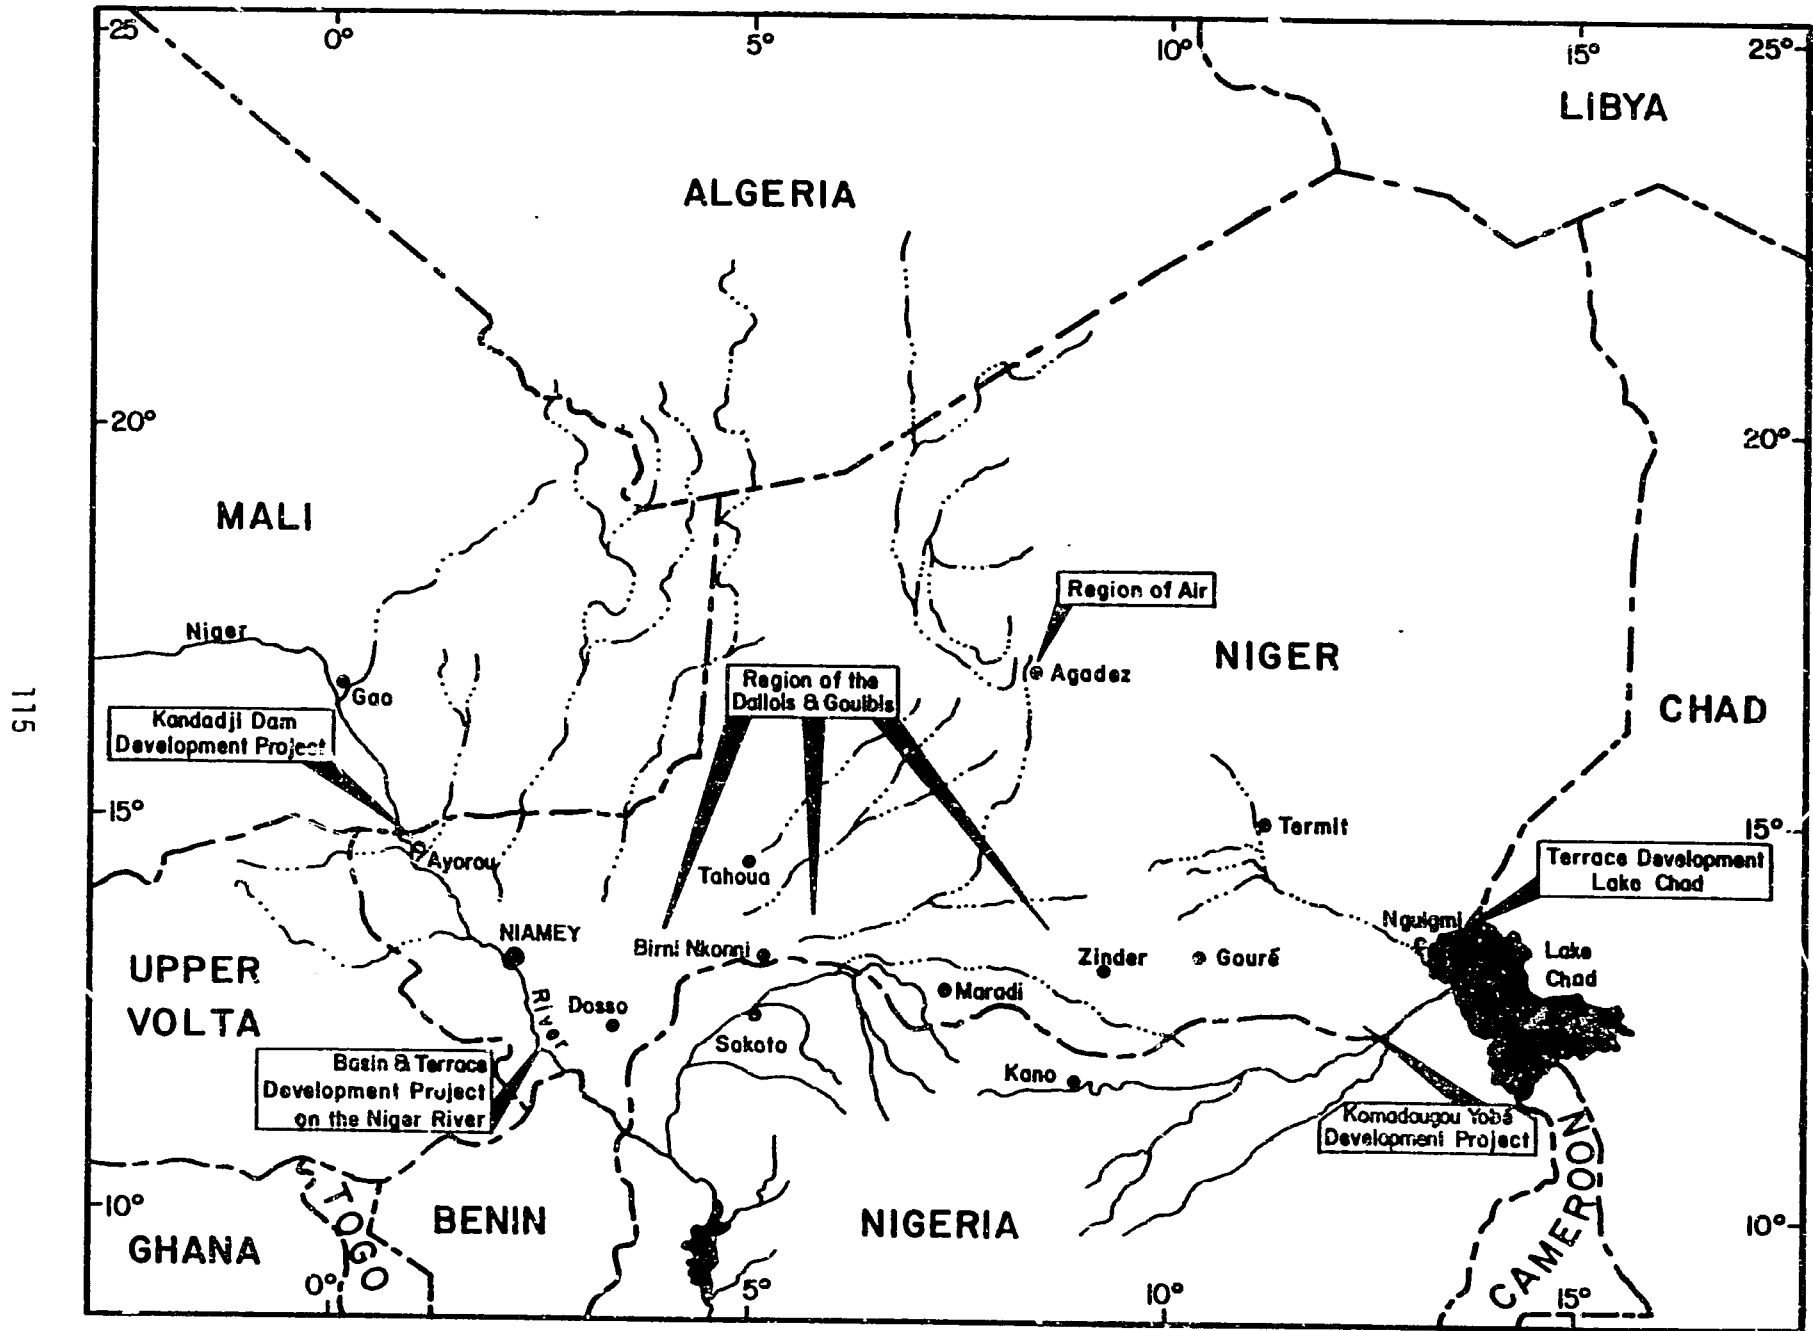 25
0°
5°
10°
15°
25°
LIBYA
ALGERIA
20°
20°
MALI
Region of Air
Niger
NIGER
Agadez
Gao
Region of the
Dallols & Goulbis
CHAD
115
Kandadji Dam
Development Project
15°
Termit
15°
Ayorou
Tahoua
Terrace Development
Lake Chad
Nguigmi
NIAMEY
Birni Nkonni
Zinder
Gouré
Lake
Chad
UPPER
VOLTA
Maradi
River
Dosso
Sokoto
Kano
Basin & Terrace
Development Project
on the Niger River
Komadougou Yobé
Development Project
10°
TOGO
BENIN
NIGERIA
CAMEROON
10°
GHANA
0°
5°
10°
15°